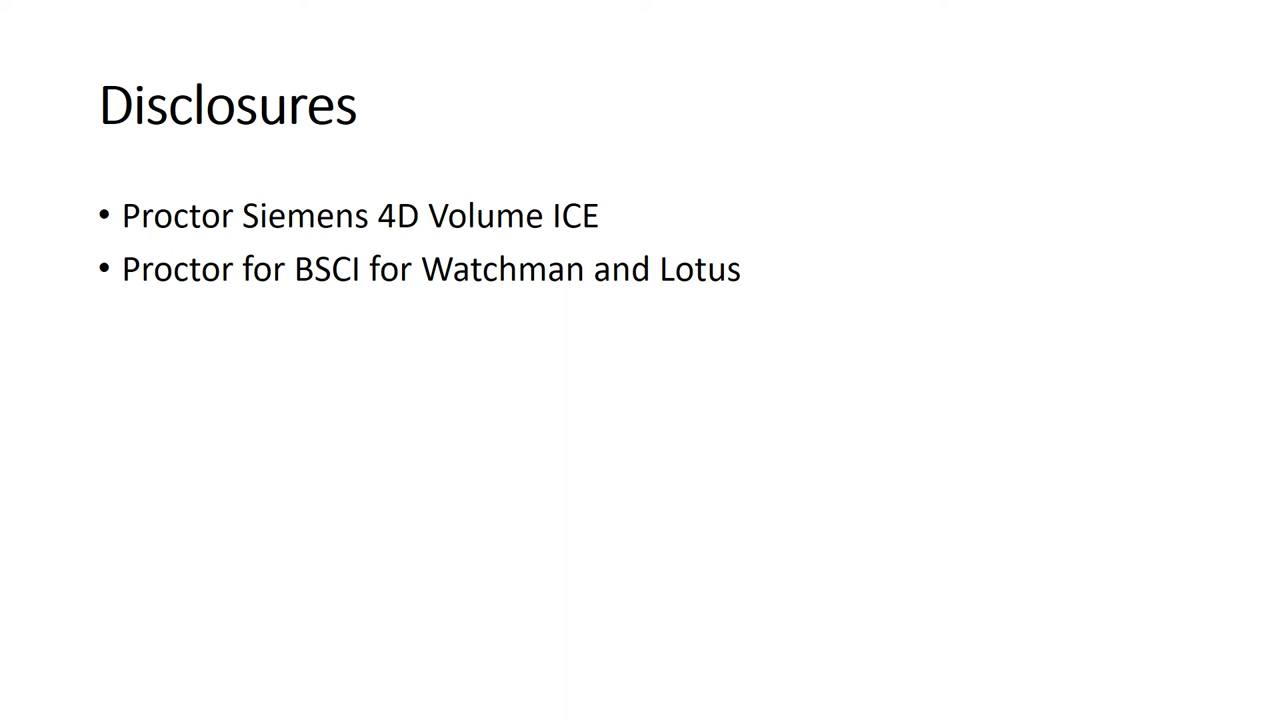 Disclosures
• Proctor Siemens 4D Volume ICE
• Proctor for BSCI for Watchman and Lotus